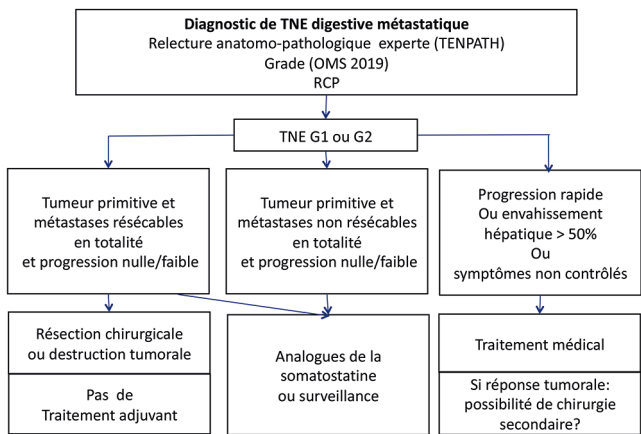 Diagnostic de TNE digestive métastatique
Relecture anatomo-pathologique experte (TENPATH)
Grade (OMS 2019)
RCP
TNE G1 ou G2
Tumeur primitive et
métastases résécables
en totalité
et progression nulle/faible
Tumeur primitive et
métastases non résécables
en totalité
et progression nulle/faible
Progression rapide
Ou envahissement
hépatique > 50%
Ou
symptômes non contrôlés
Résection chirurgicale
ou destruction tumorale
Pas de
Traitement adjuvant
Analogues de la
somatostatine
ou surveillance
Traitement médical
Si réponse tumorale:
possibilité de chirurgie
secondaire?